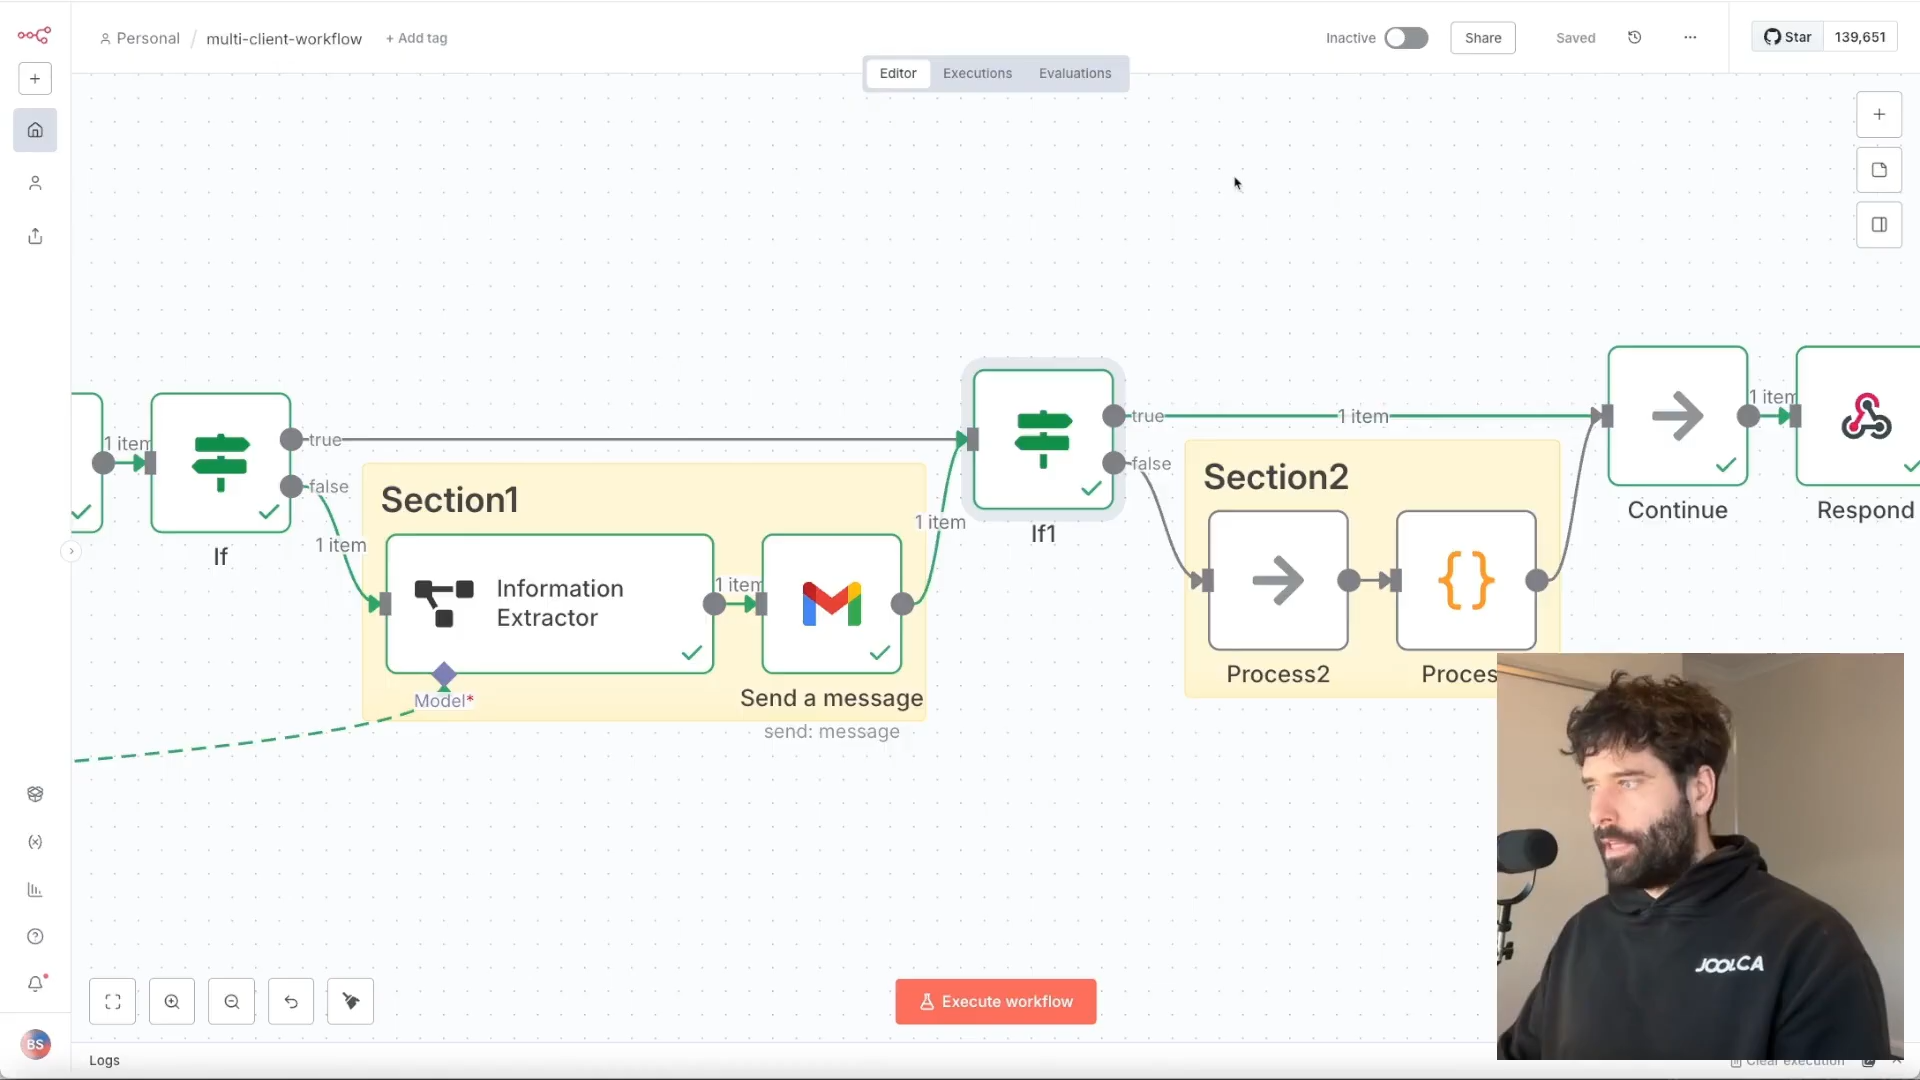 Personal / multi-client-workflow + Add tag
Inactive Share Saved ... Star 139,651
Editor Executions Evaluations
1 item true false If
1 item
Section1
Information
Extractor
Model*
1 item
Send a message
send: message
1 item
If1
true 1 item
false
Section2
Process2
Proces
Continue
1 item
Respond
JOOLCA
Execute workflow
BS
Logs
Clear execution